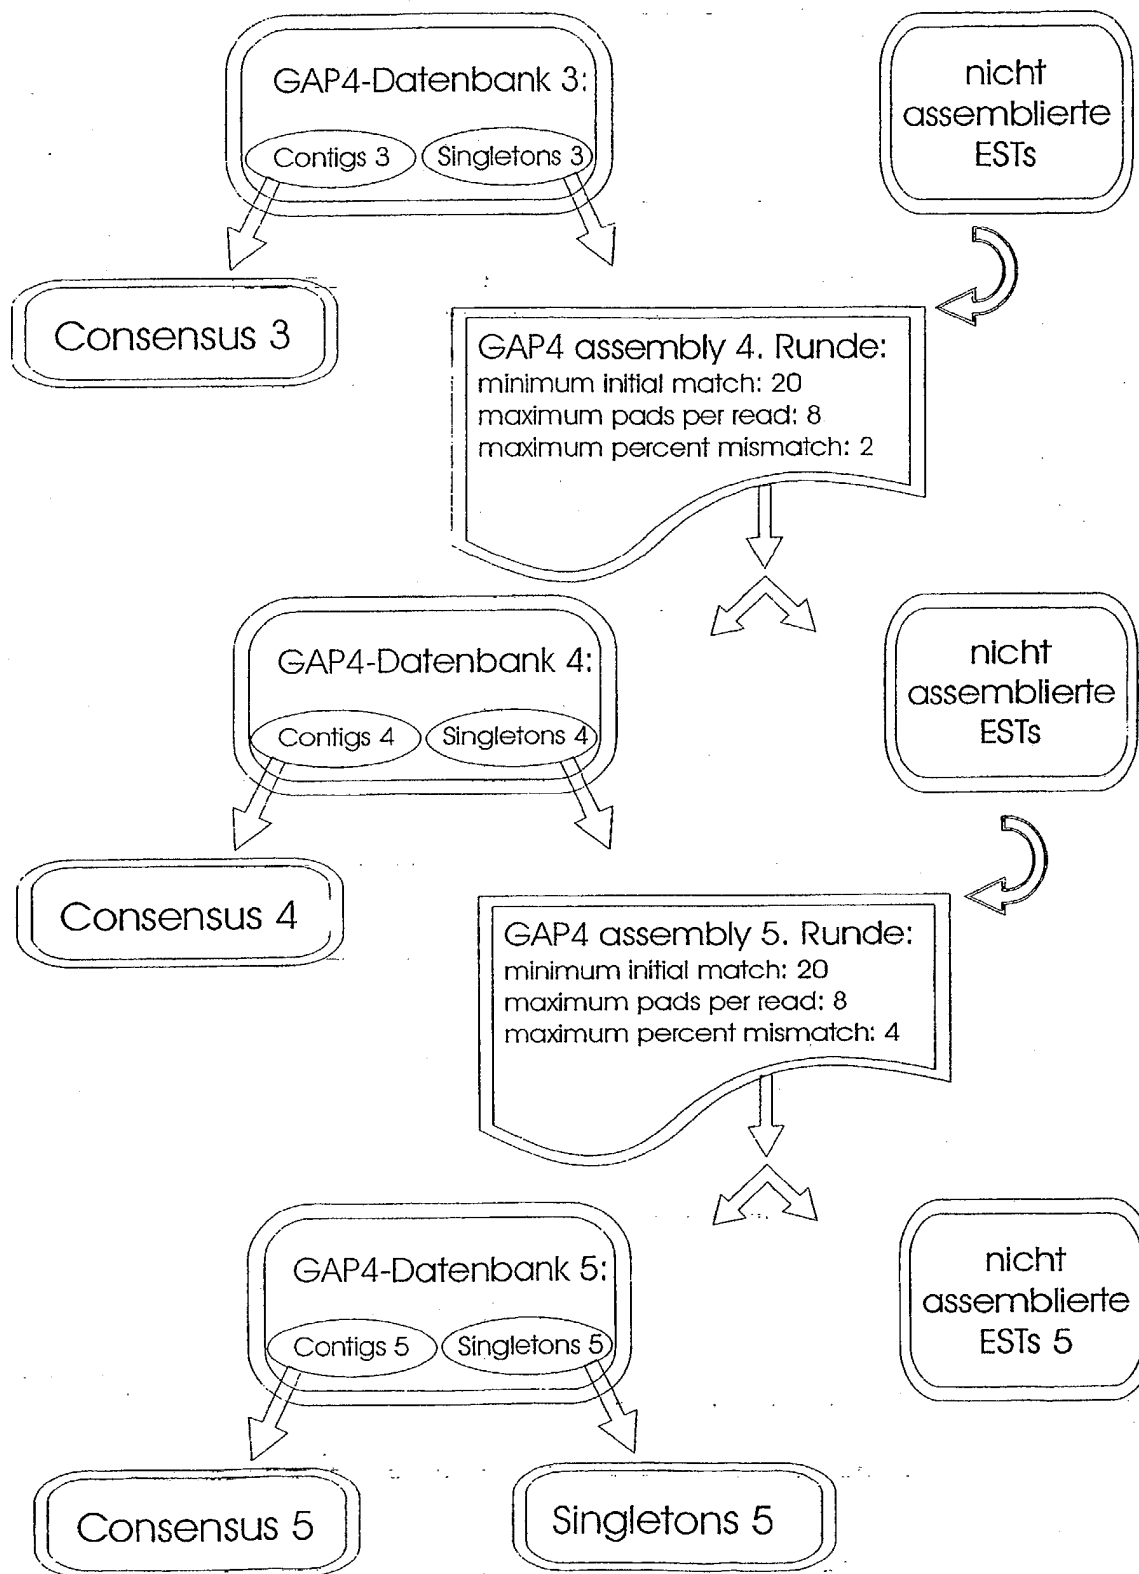 GAP4-Datenbank 3:
Contigs 3
Singletons 3
nicht
assemblierte
ESTs
Consensus 3
GAP4 assembly 4. Runde:
minimum initial match: 20
maximum pads per read: 8
maximum percent mismatch: 2
GAP4-Datenbank 4:
Contigs 4
Singletons 4
nicht
assemblierte
ESTs
Consensus 4
GAP4 assembly 5. Runde:
minimum initial match: 20
maximum pads per read: 8
maximum percent mismatch: 4
GAP4-Datenbank 5:
Contigs 5
Singletons 5
nicht
assemblierte
ESTs 5
Consensus 5
Singletons 5